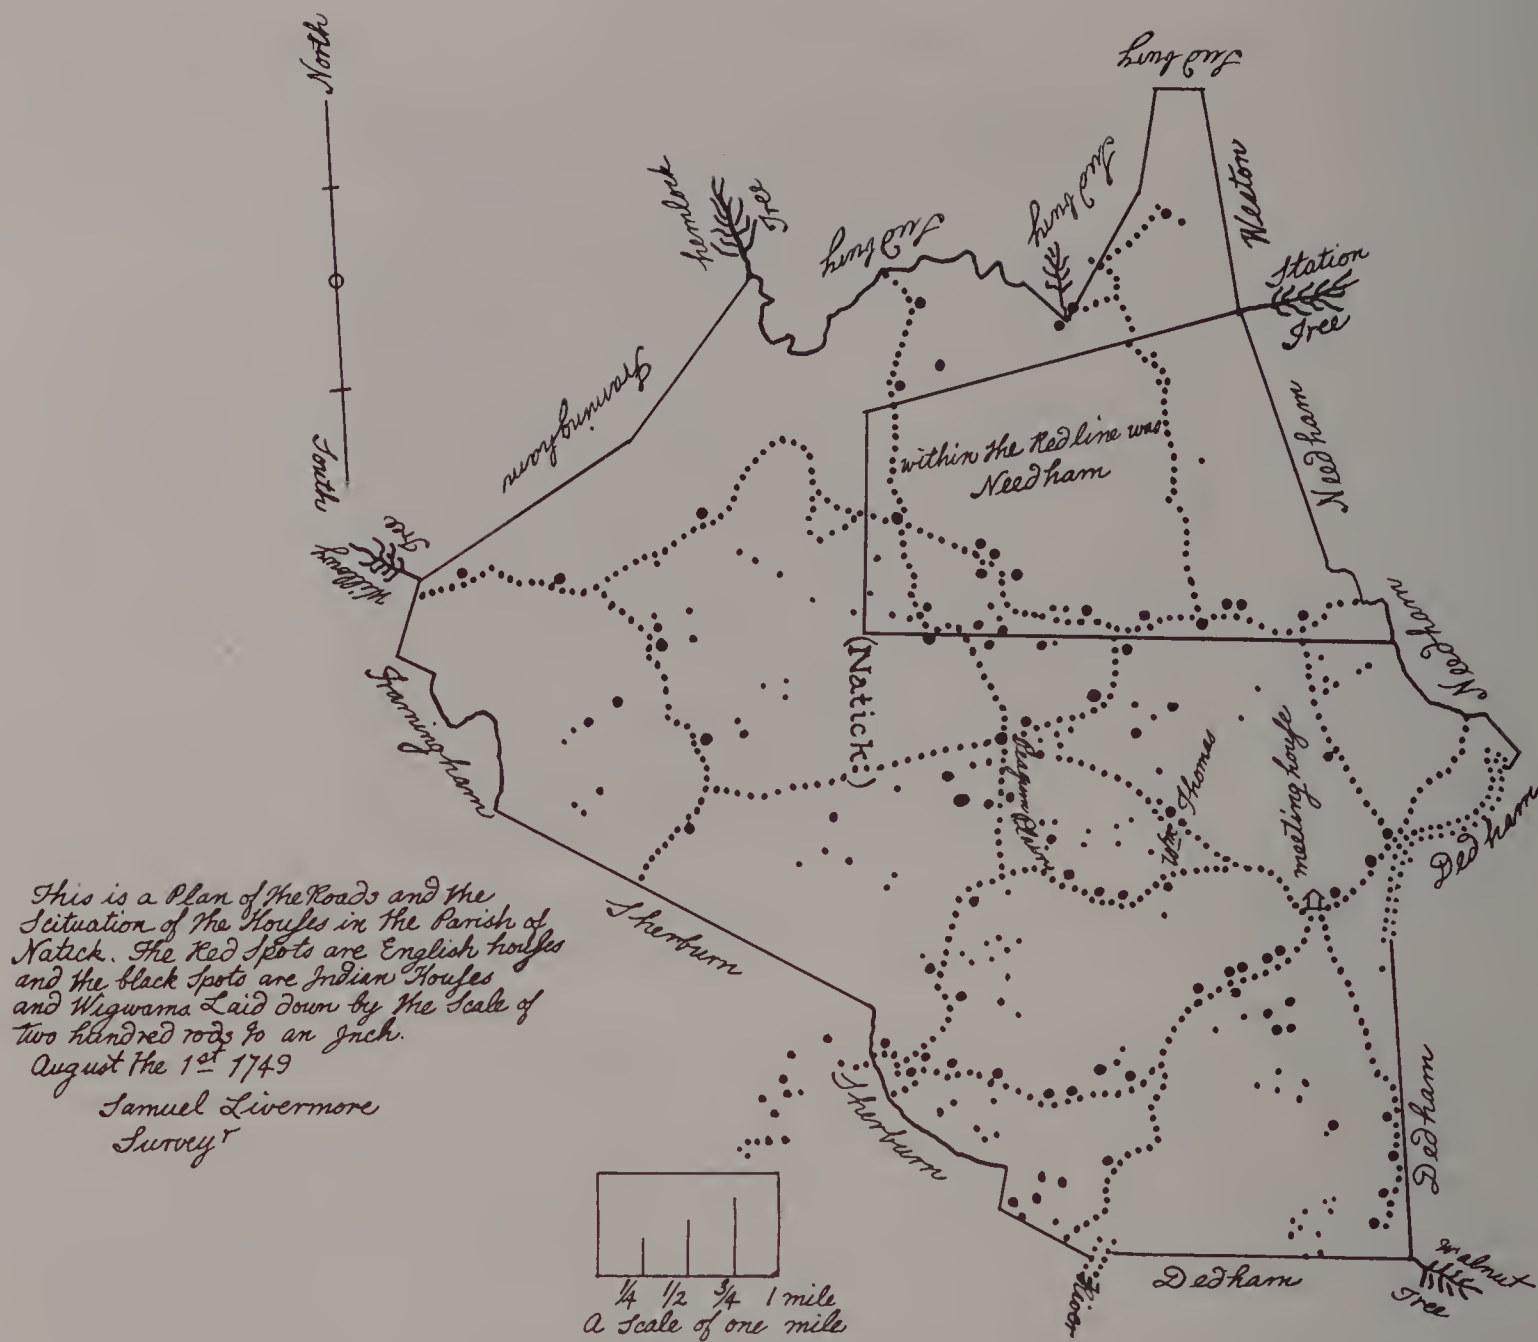 North
South
hemlock
Tree
Sudbury
Sudbury
Sudbury
Weston
Station
Tree
Framingham
Needham
within the Red line was
Needham
Willowy
Tree
Needham
(Natick:)
Framingham
Wm Thomas
meeting house
Dedham
This is a Plan of the Roads and the
Scituation of the Houses in the Parish of
Natick. The Red Spots are English houses
and the black Spots are Indian Houses
and Wigwams Laid down by the Scale of
two hundred rods to an Inch.
August the 1st 1749
Samuel Livermore
Surveyr
Sherburn
Sherburn
Dedham
Dedham
River
Walnut
Tree
1/4 1/2 3/4 1 mile
A Scale of one mile